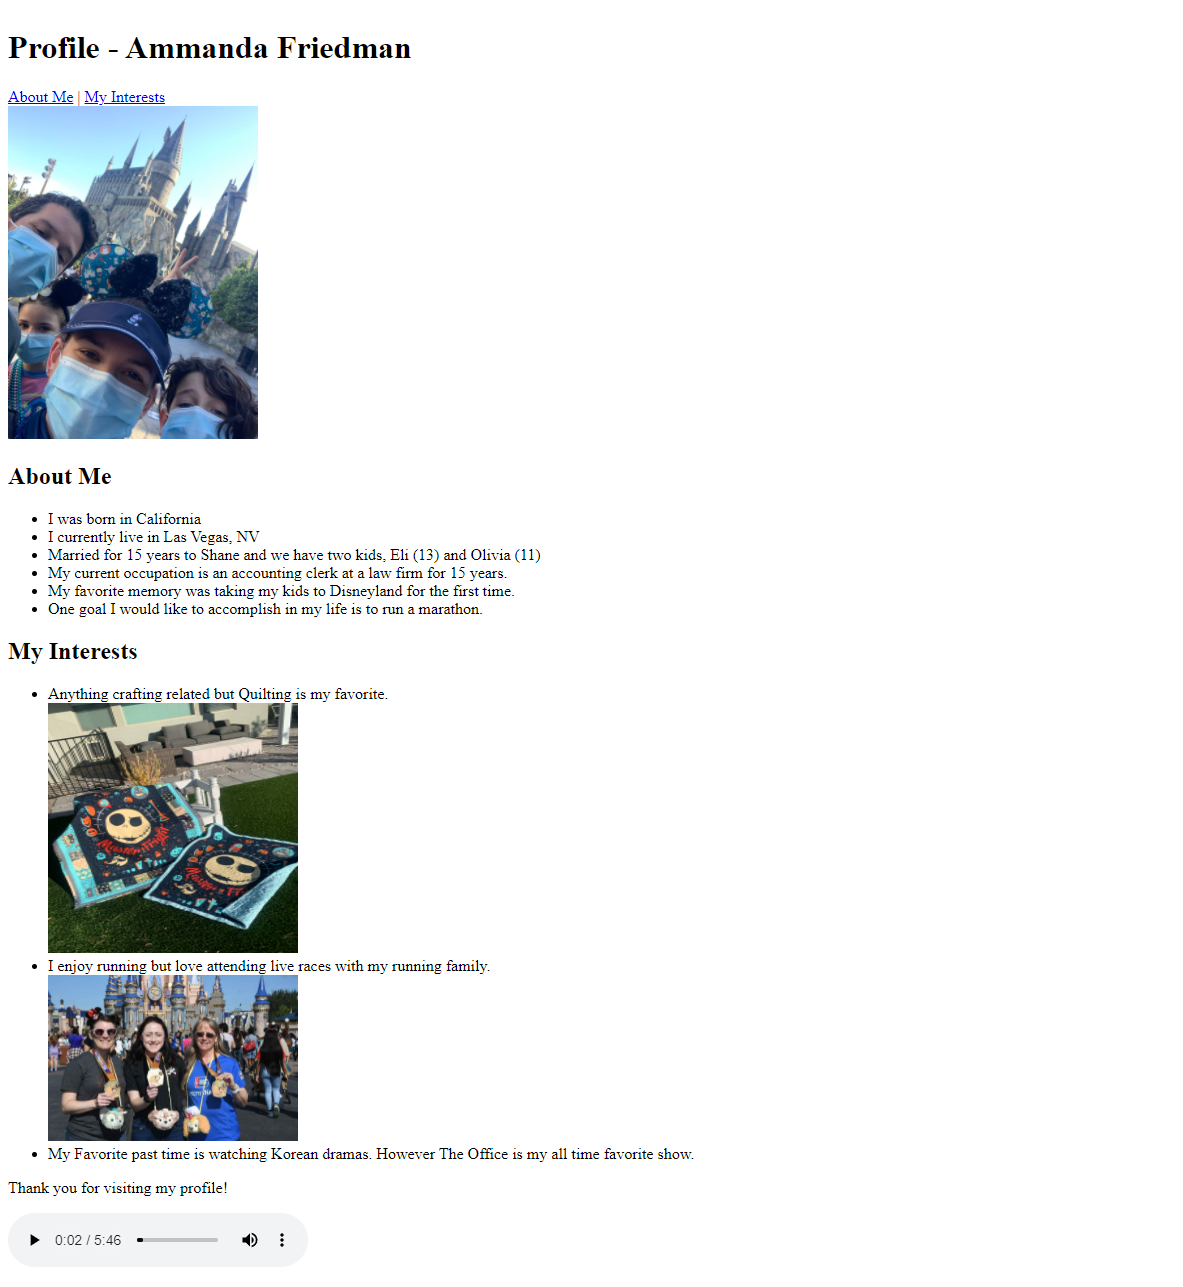 Profile - Ammanda Friedman
About Me | My Interests
About Me
I was born in California
I currently live in Las Vegas, NV
Married for 15 years to Shane and we have two kids, Eli (13) and Olivia (11)
My current occupation is an accounting clerk at a law firm for 15 years.
My favorite memory was taking my kids to Disneyland for the first time.
One goal I would like to accomplish in my life is to run a marathon.
My Interests
Anything crafting related but Quilting is my favorite.
I enjoy running but love attending live races with my running family.
My Favorite past time is watching Korean dramas. However The Office is my all time favorite show.
Thank you for visiting my profile!
0:02 / 5:46